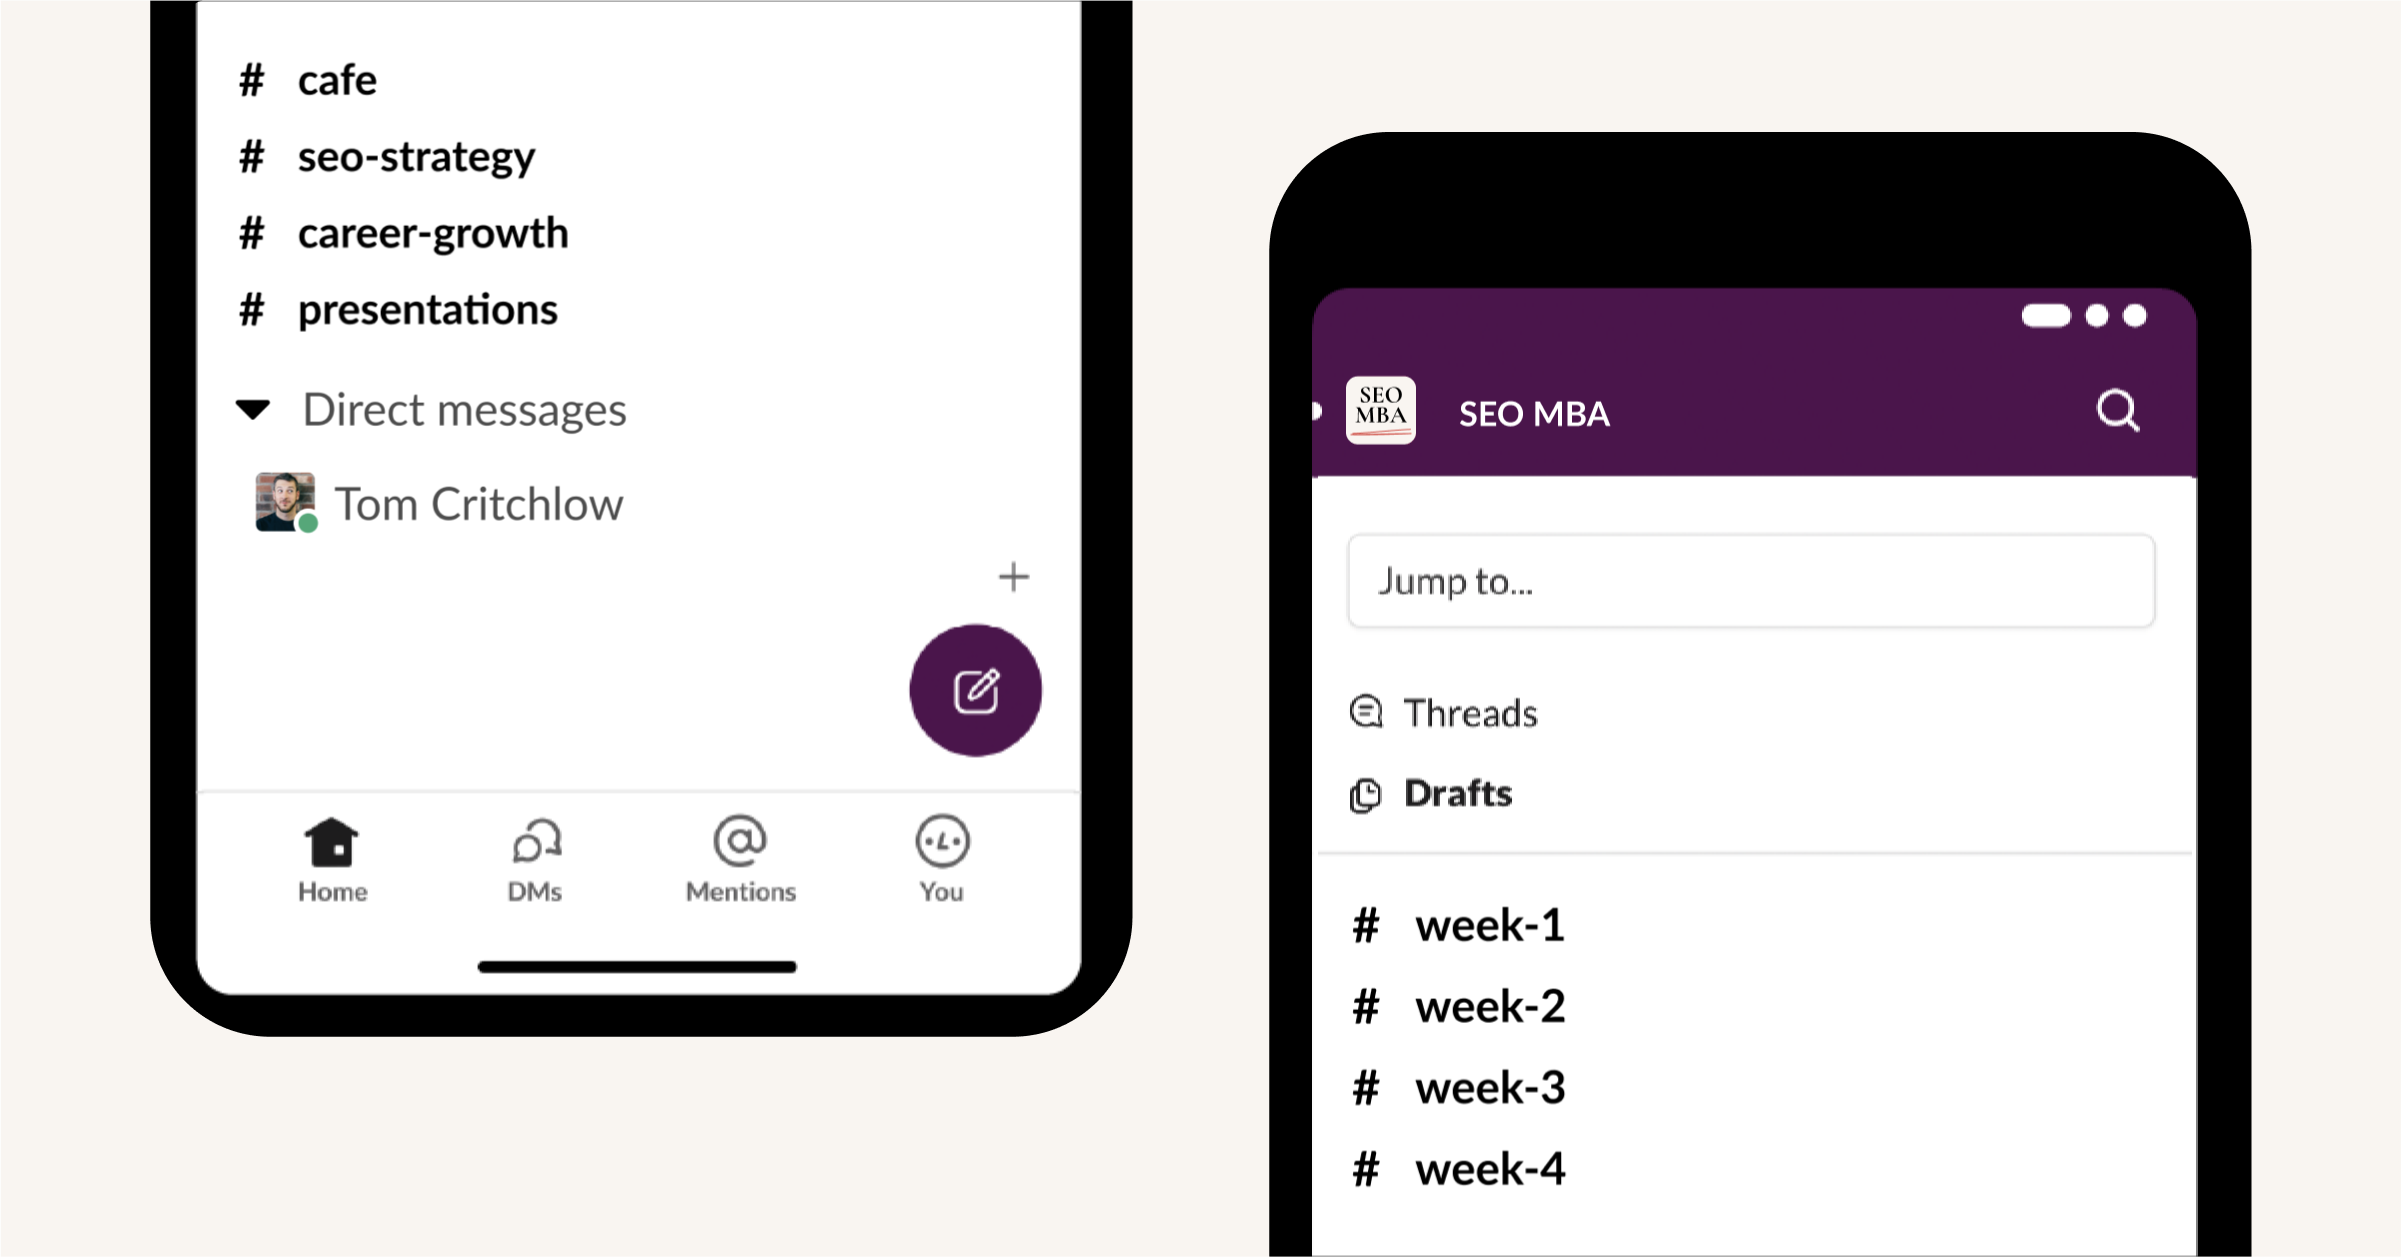 # cafe
# seo-strategy
# career-growth
# presentations
Direct messages
Tom Critchlow
Home DMs Mentions You
SEO
MBA
SEO MBA
Jump to...
Threads
Drafts
# week-1
# week-2
# week-3
# week-4